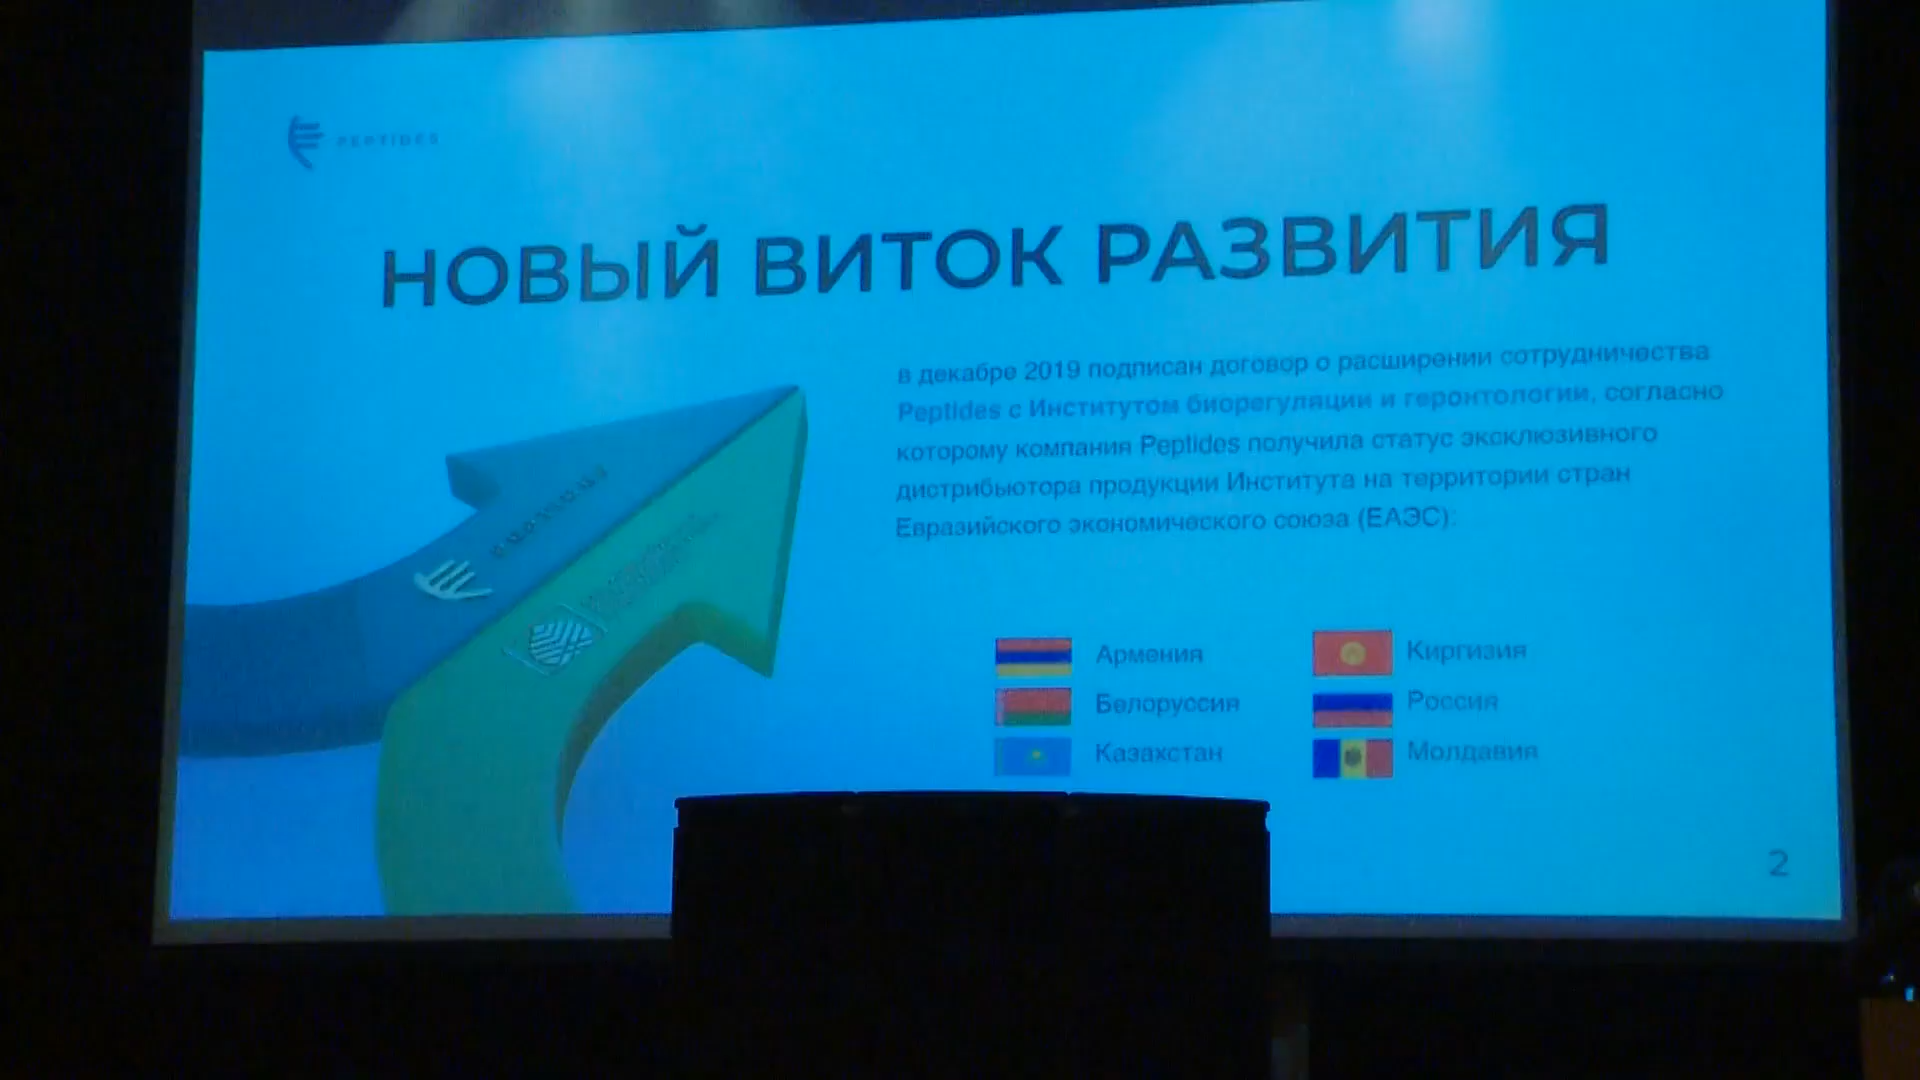 PEPTIDES
НОВЫЙ ВИТОК РАЗВИТИЯ
в декабре 2019 подписан договор о расширении сотрудничества
Peptides с Институтом биорегуляции и геронтологии, согласно
которому компания Peptides получила статус эксклюзивного
дистрибьютора продукции Института на территории стран
Евразийского экономического союза (ЕАЭС):
Армения
Белоруссия
Казахстан
Киргизия
Россия
Молдавия
2